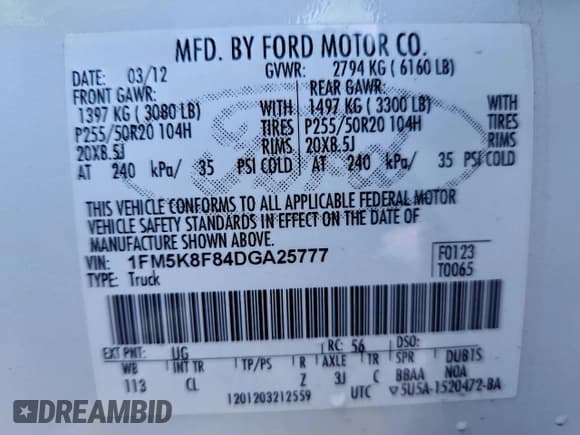 MFD. BY FORD MOTOR CO.
DATE: 03/12 GVWR: 2794 KG ( 6160 LB)
FRONT GAWR: REAR GAWR:
1397 KG ( 3080 LB) WITH 1497 KG ( 3300 LB) WITH
P255/50R20 104H TIRES P255/50R20 104H TIRES
20X8.5J RIMS 20X8.5J RIMS
AT 240 kPa/ 35 PSI COLD AT 240 kPa/ 35 PSI COLD
Ford
THIS VEHICLE CONFORMS TO ALL APPLICABLE FEDERAL MOTOR
VEHICLE SAFETY STANDARDS IN EFFECT ON THE DATE OF
MANUFACTURE SHOWN ABOVE.
VIN: 1FM5K8F84DGA25777 F0123
TYPE: Truck T0065
EXT PNT: UG RC: 56 DSO:
WB INT TR TP/PS R AXLE TR SPR DUBTS
113 CL Z 3J C BBAA NOA
1201203212559 UTC 5U5A-1520472-BA
DREAMBID